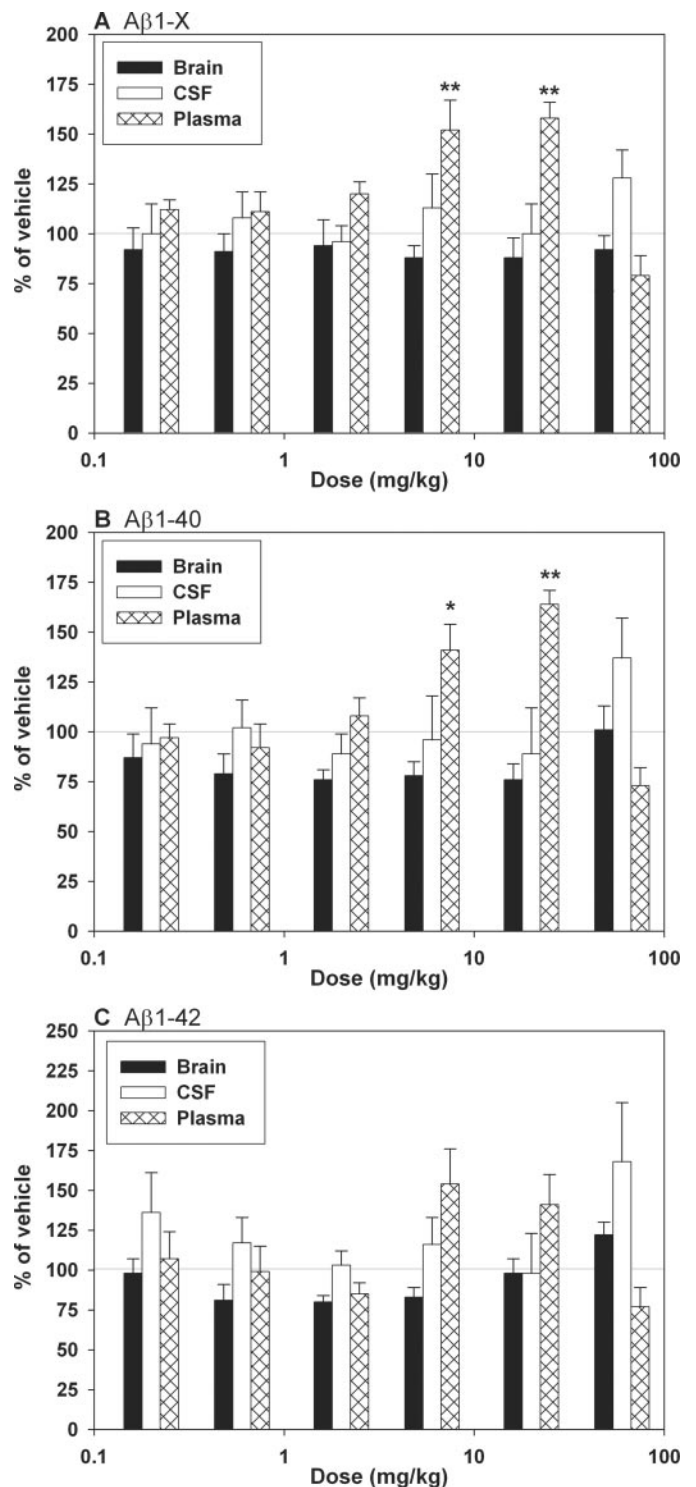 A Aβ1-X
200
175
150
125
100
75
50
25
0
% of vehicle
Brain
CSF
Plasma
** **
0.1 1 10 100
Dose (mg/kg)
B Aβ1-40
200
175
150
125
100
75
50
25
0
% of vehicle
Brain
CSF
Plasma
* **
0.1 1 10 100
Dose (mg/kg)
C Aβ1-42
250
225
200
175
150
125
100
75
50
25
0
% of vehicle
Brain
CSF
Plasma
0.1 1 10 100
Dose (mg/kg)